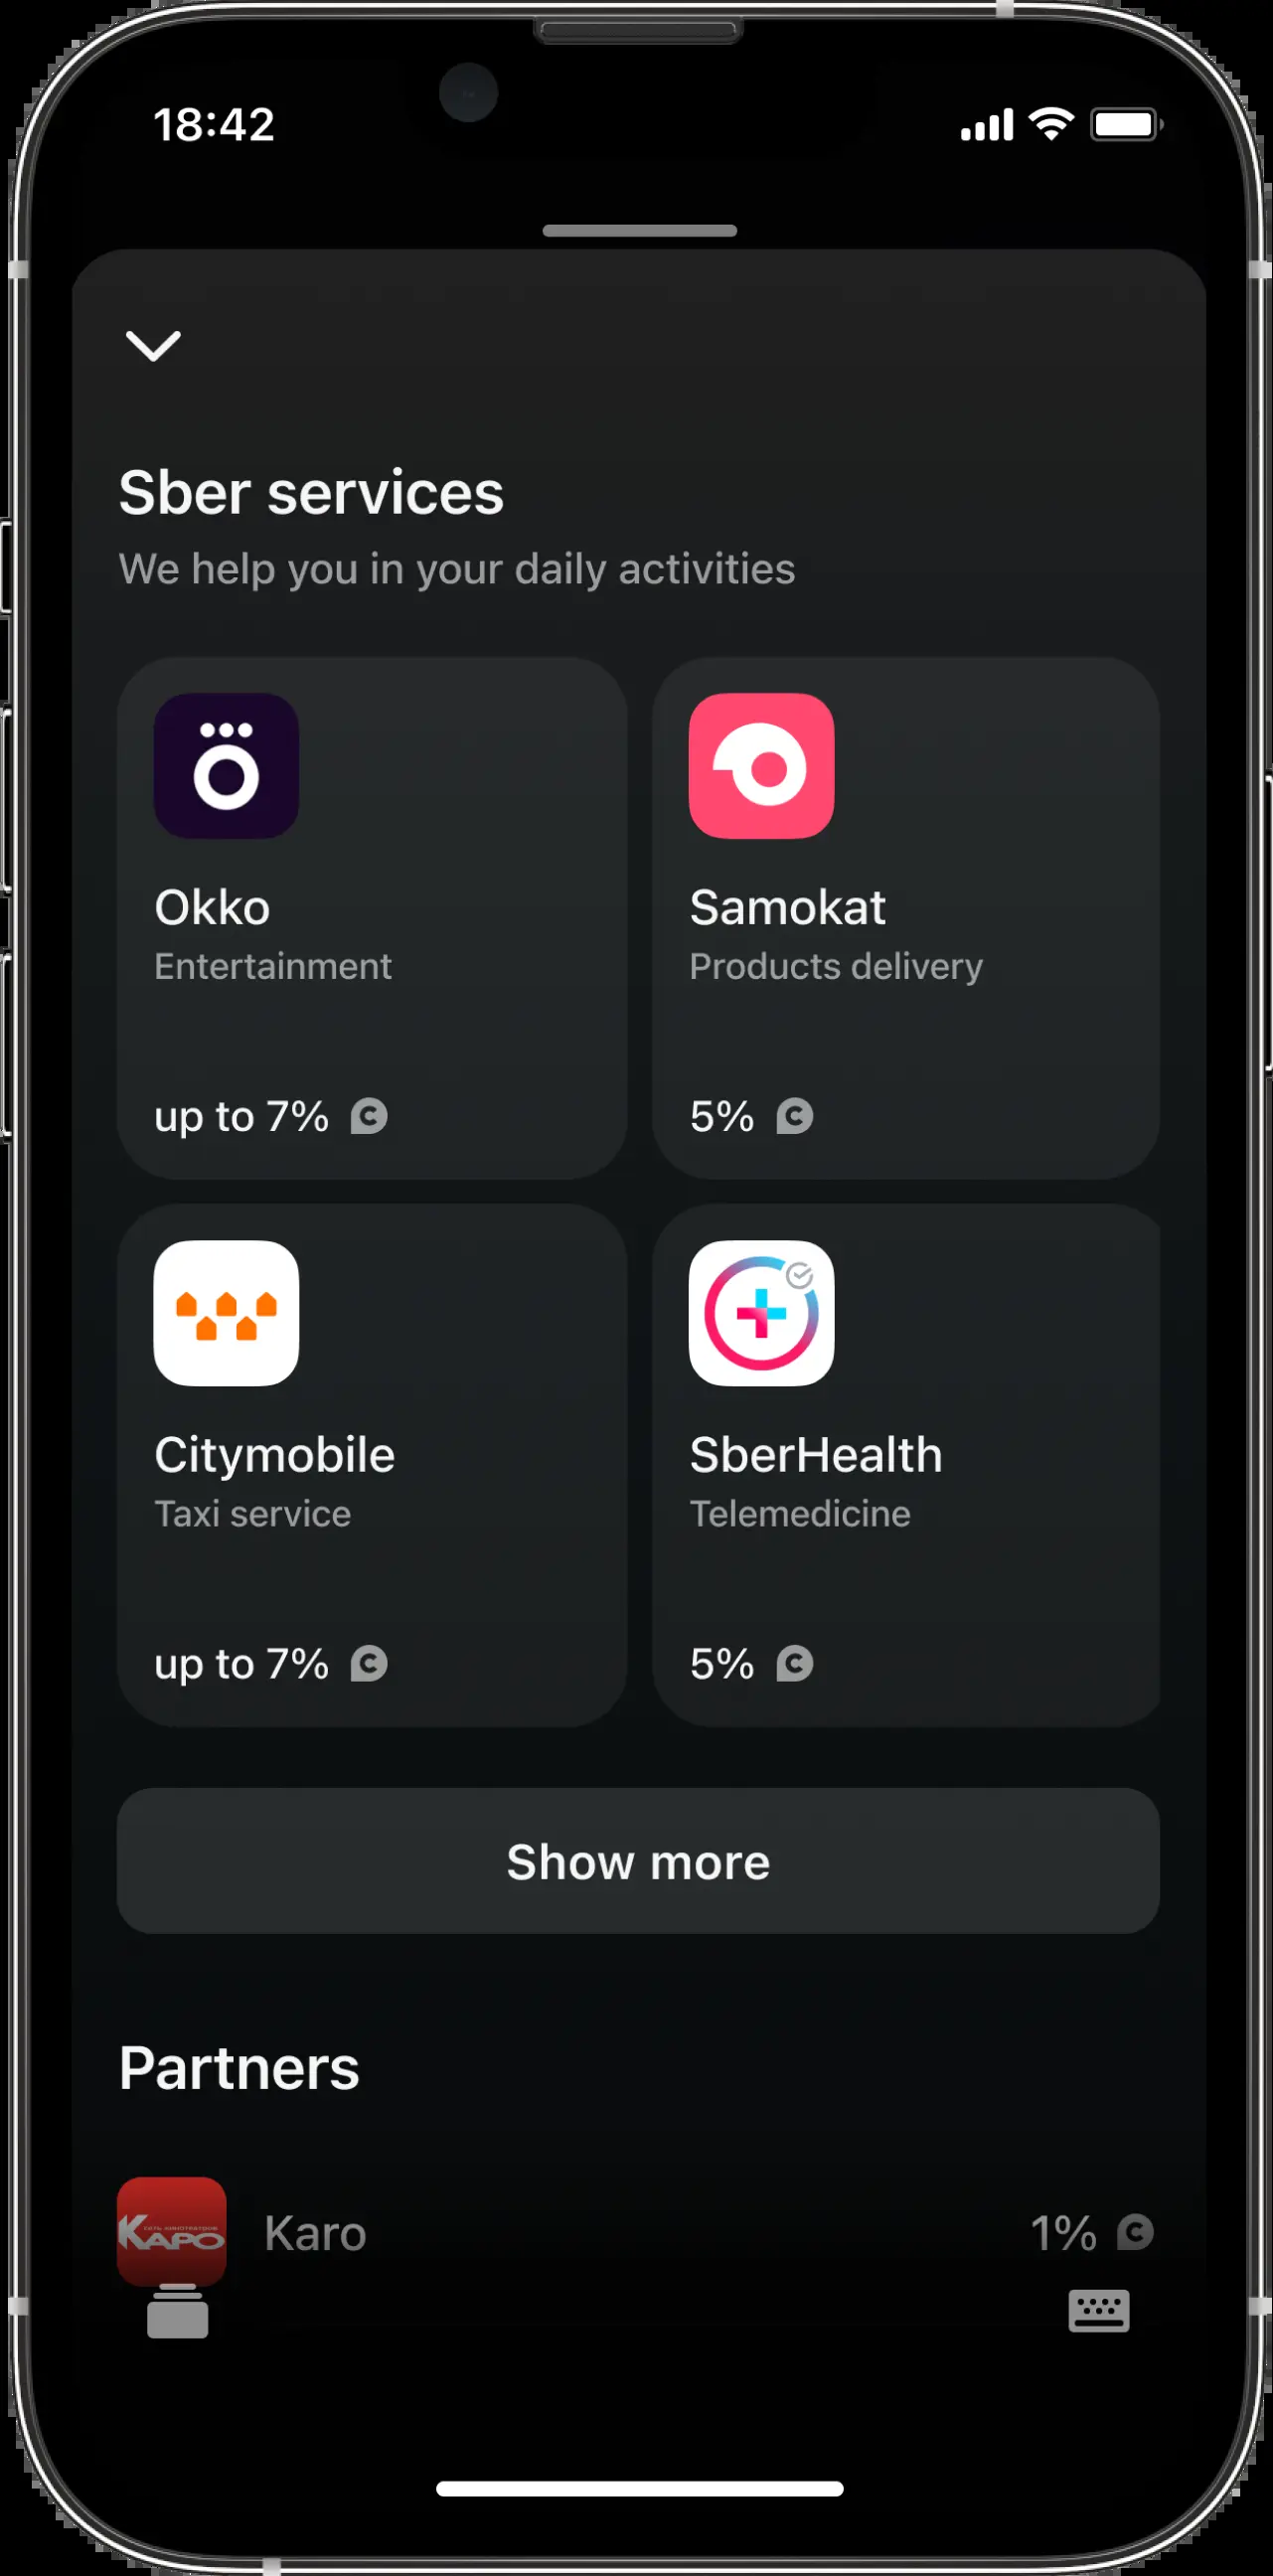 18:42
Sber services
We help you in your daily activities
Okko
Entertainment
up to 7%
Samokat
Products delivery
5%
Citymobile
Taxi service
up to 7%
SberHealth
Telemedicine
5%
Show more
Partners
КАРО
Karo
1%